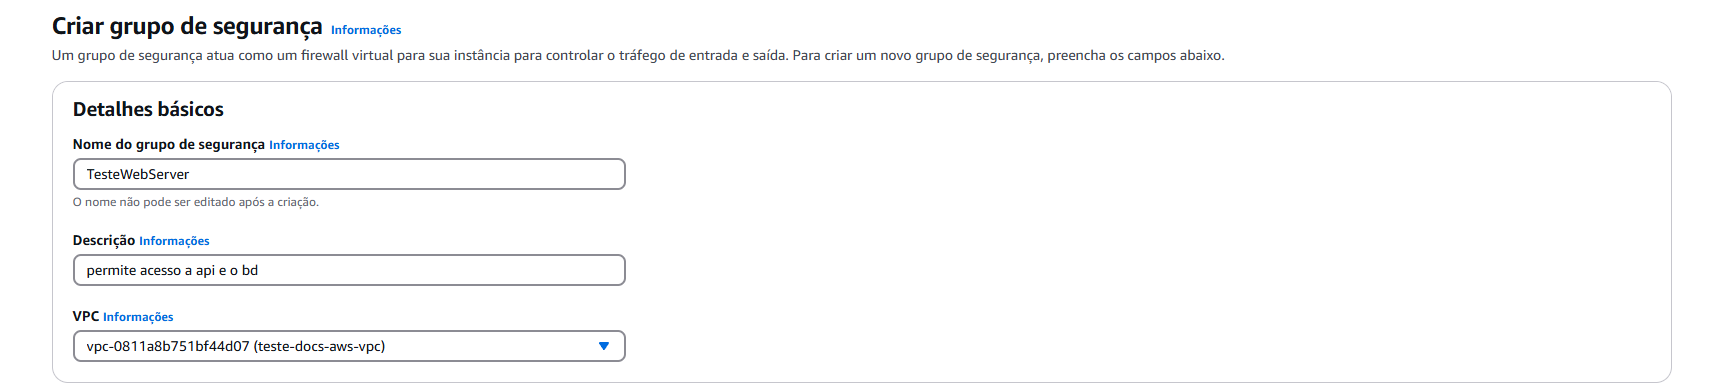 Criar grupo de segurança Informações
Um grupo de segurança atua como um firewall virtual para sua instância para controlar o tráfego de entrada e saída. Para criar um novo grupo de segurança, preencha os campos abaixo.
Detalhes básicos
Nome do grupo de segurança Informações
TesteWebServer
O nome não pode ser editado após a criação.
Descrição Informações
permite acesso a api e o bd
VPC Informações
vpc-0811a8b751bf44d07 (teste-docs-aws-vpc)